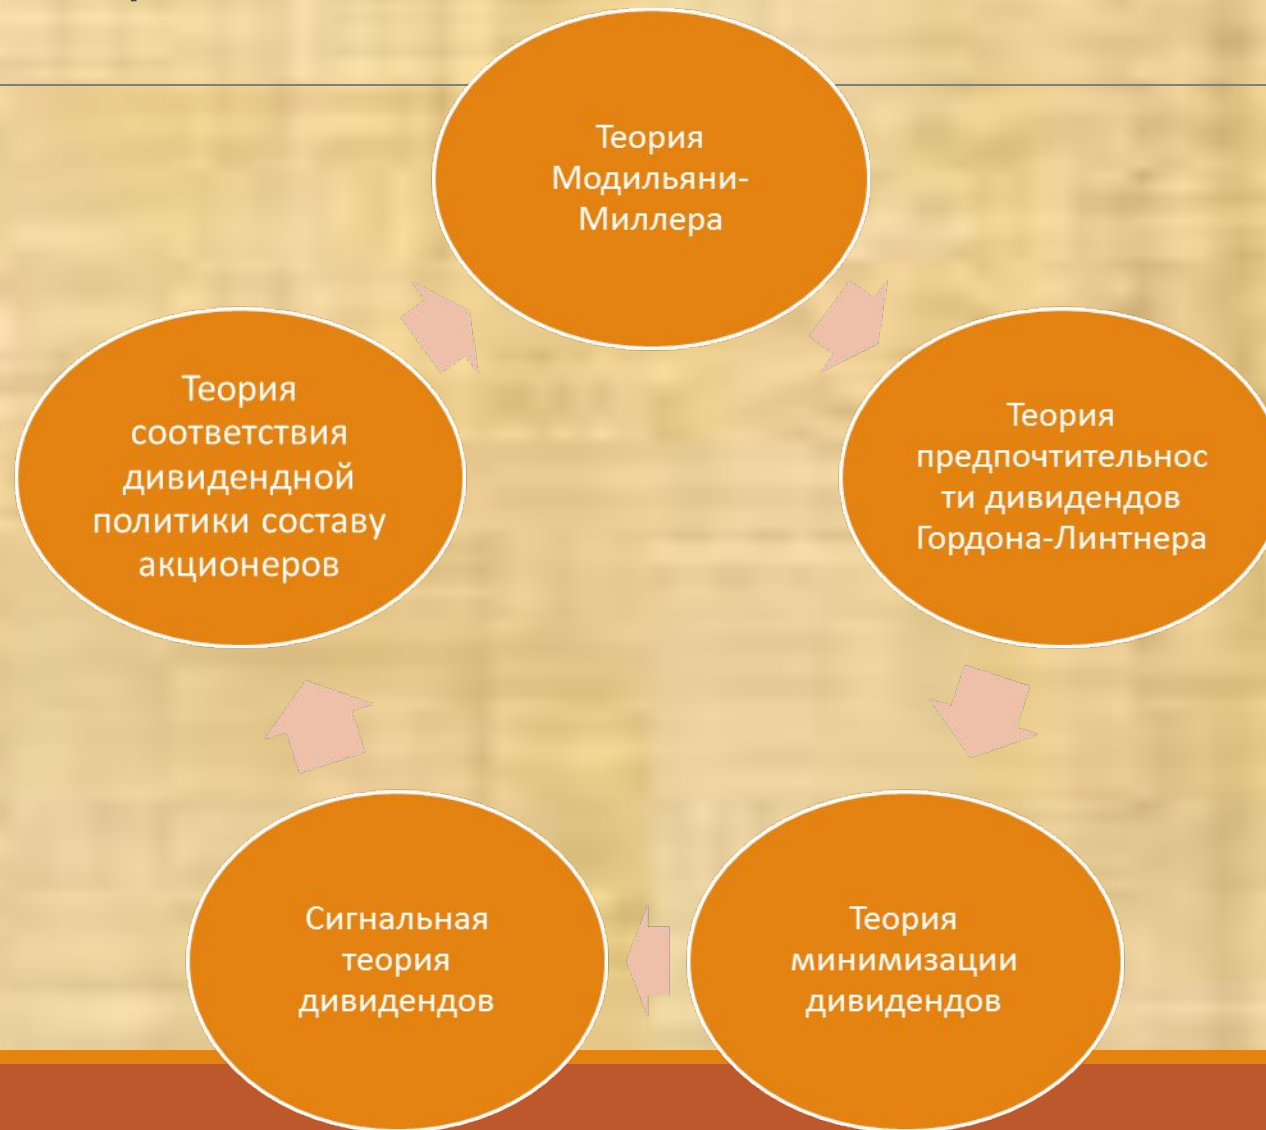 Теория
Модильяни-
Миллера
Теория
предпочтительнос
ти дивидендов
Гордона-Линтнера
Теория
минимизации
дивидендов
Сигнальная
теория
дивидендов
Теория
соответствия
дивидендной
политики составу
акционеров